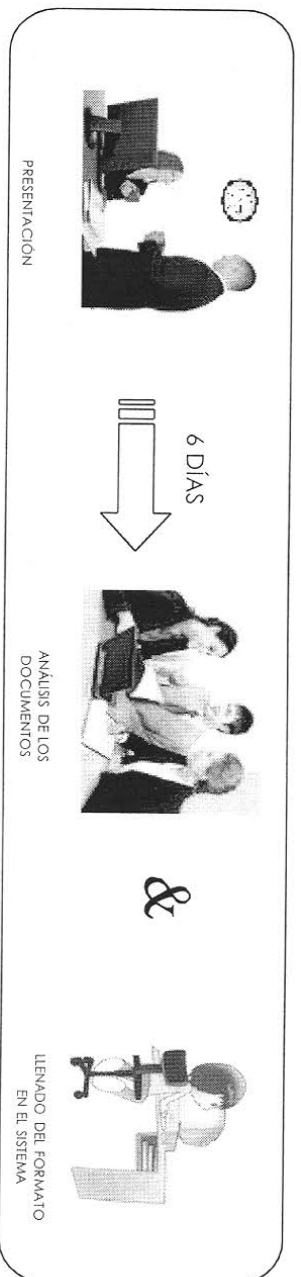 PRESENTACIÓN
6 DÍAS
ANÁLISIS DE LOS
DOCUMENTOS
&
LLENADO DEL FORMATO
EN EL SISTEMA